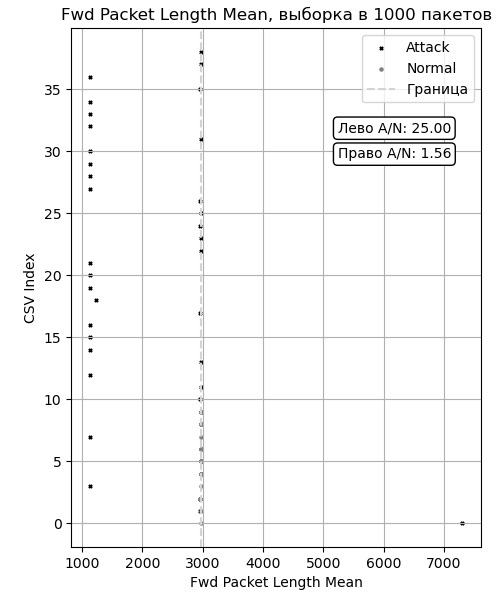 Fwd Packet Length Mean, выборка в 1000 пакетов
Attack
Normal
Граница
Лево A/N: 25.00
Право A/N: 1.56
CSV Index
35
30
25
20
15
10
5
0
1000 2000 3000 4000 5000 6000 7000
Fwd Packet Length Mean